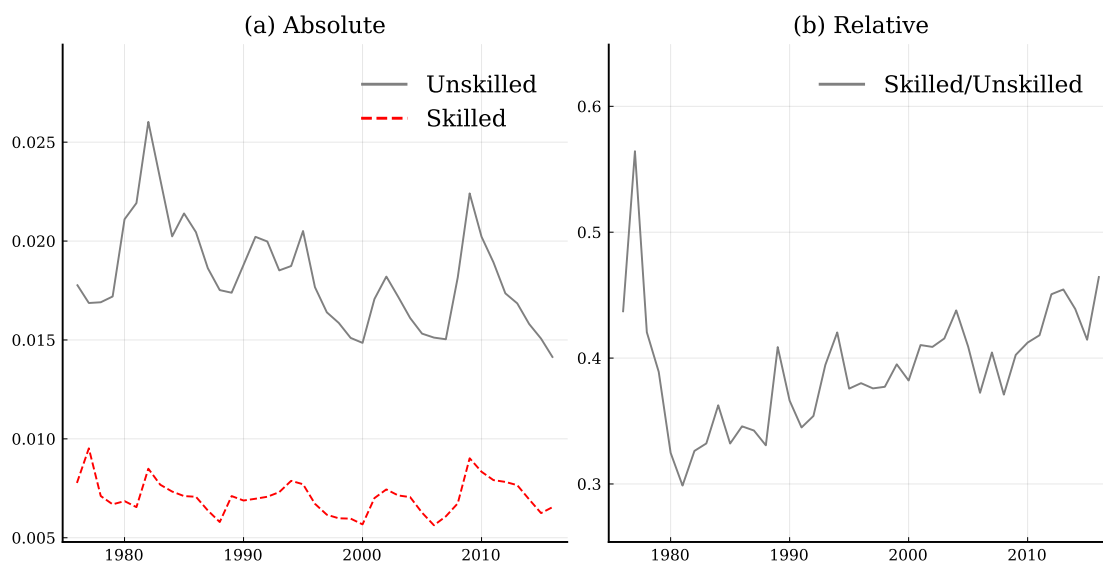 (a) Absolute
Unskilled
Skilled
0.025
0.020
0.015
0.010
0.005
1980 1990 2000 2010
(b) Relative
Skilled/Unskilled
0.6
0.5
0.4
0.3
1980 1990 2000 2010